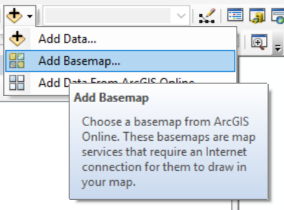 Add Data...
Add Basemap...
Add Data From ArcGIS Online
Add Basemap
Choose a basemap from ArcGIS
Online. These basemaps are map
services that require an Internet
connection for them to draw in
your map.